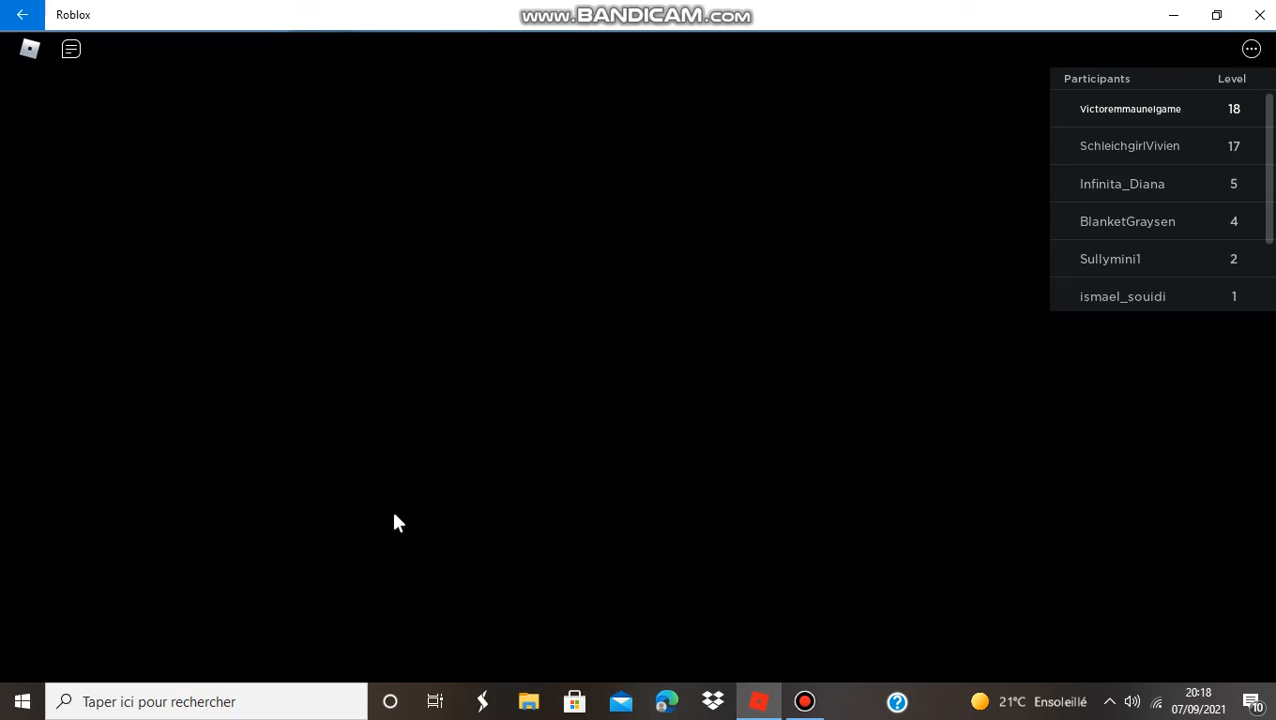 Roblox
www.BANDICAM.com
Participants Level
Victoremmaunelgame 18
SchleichgirlVivien 17
Infinita_Diana 5
BlanketGraysen 4
Sullymini1 2
ismael_souidi 1
Taper ici pour rechercher
21°C Ensoleillé
20:18
07/09/2021
10